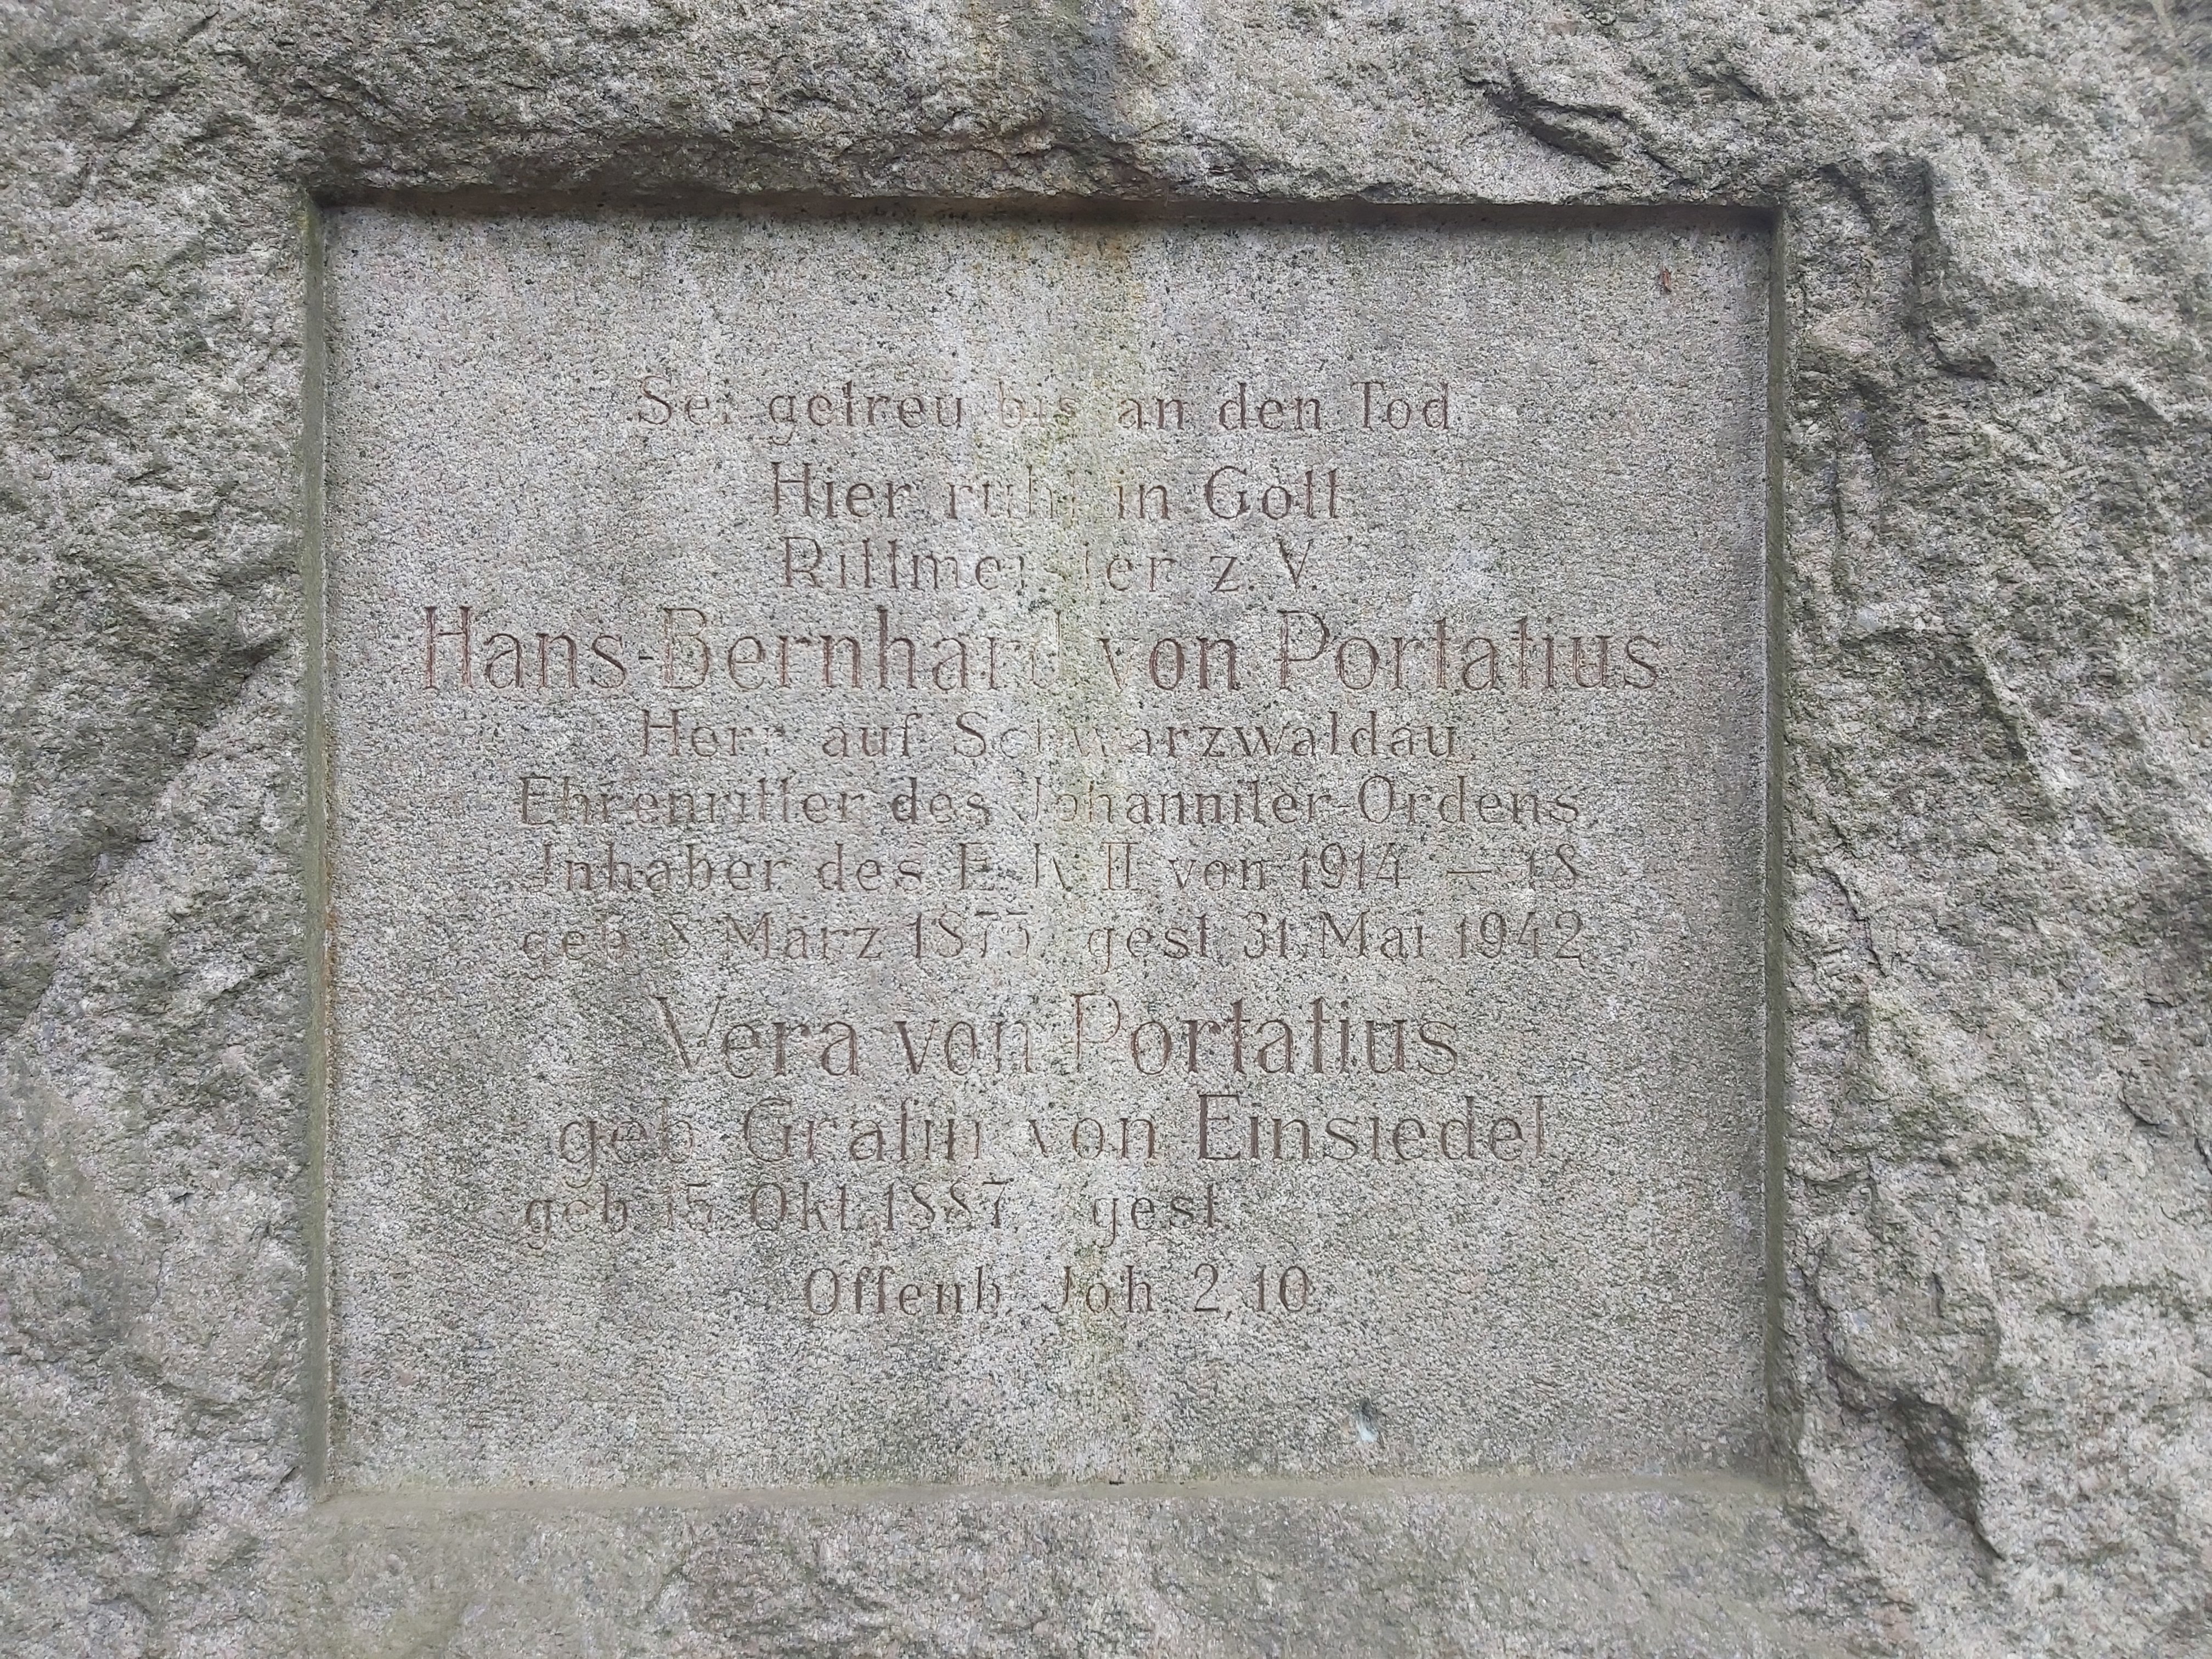 Sei getreu bis an den Tod
Hier ruht in Gott
Rittmeister z. V.
Hans-Bernhard von Portatius
Herr auf Schwarzwaldau,
Ehrenritter des Johanniter-Ordens
Inhaber des E. K. II von 1914 – 18
geb. März gest. 31. Mai 1942
Vera von Portatius
geb. Gräfin von Einsiedel,
geb. 15. Okt. 1887 gest.
Offenb. Joh. 2, 10.